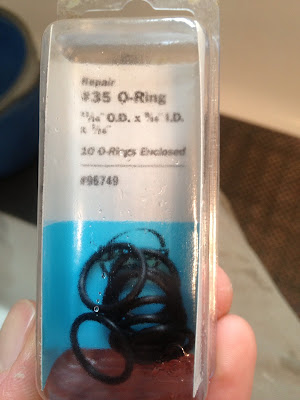 Repair
#35 O-Ring
11/16" O.D. x 9/16" I.D.
x 1/16"
10 O-Rings Enclosed
#96749